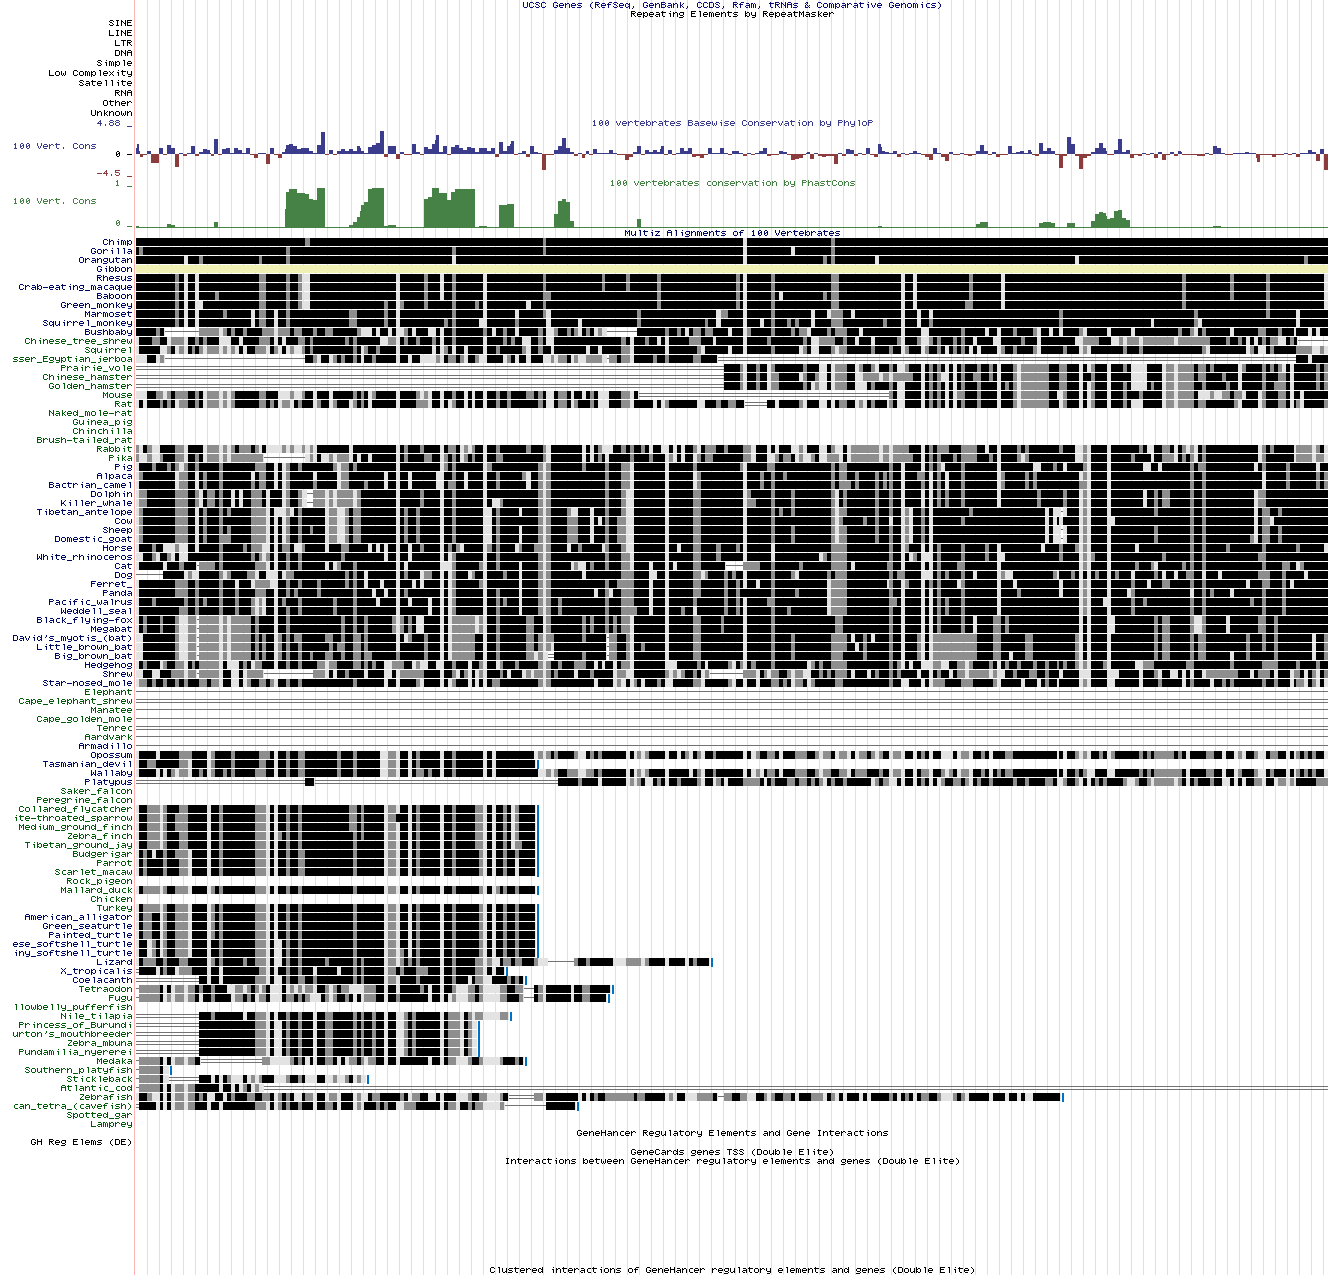 UCSC Genes (RefSeq, GenBank, CCDS, Rfam, tRNAs & Comparative Genomics)
Repeating Elements by RepeatMasker
SINE
LINE
LTR
DNA
Simple
Low Complexity
Satellite
RNA
Other
Unknown
4.88 _
100 vertebrates Basewise Conservation by PhyloP
100 Vert. Cons
0 -
-4.5 _
1 _
100 vertebrates conservation by PhastCons
100 Vert. Cons
0 _
Multiz Alignments of 100 Vertebrates
Chimp
Gorilla
Orangutan
Gibbon
Rhesus
Crab-eating_macaque
Baboon
Green_monkey
Marmoset
Squirrel_monkey
Bushbaby
Chinese_tree_shrew
Squirrel
sser_Egyptian_jerboa
Prairie_vole
Chinese_hamster
Golden_hamster
Mouse
Rat
Naked_mole-rat
Guinea_pig
Chinchilla
Brush-tailed_rat
Rabbit
Pika
Pig
Alpaca
Bactrian_camel
Dolphin
Killer_whale
Tibetan_antelope
Cow
Sheep
Domestic_goat
Horse
White_rhinoceros
Cat
Dog
Ferret_
Panda
Pacific_walrus
Weddell_seal
Black_flying-fox
Megabat
David's_myotis_(bat)
Little_brown_bat
Big_brown_bat
Hedgehog
Shrew
Star-nosed_mole
Elephant
Cape_elephant_shrew
Manatee
Cape_golden_mole
Tenrec
Aardvark
Armadillo
Opossum
Tasmanian_devil
Wallaby
Platypus
Saker_falcon
Peregrine_falcon
Collared_flycatcher
ite-throated_sparrow
Medium_ground_finch
Zebra_finch
Tibetan_ground_jay
Budgerigar
Parrot
Scarlet_macaw
Rock_pigeon
Mallard_duck
Chicken
Turkey
American_alligator
Green_seaturtle
Painted_turtle
ese_softshell_turtle
iny_softshell_turtle
Lizard
X_tropicalis
Coelacanth
Tetraodon
Fugu
llowbelly_pufferfish
Nile_tilapia
Princess_of_Burundi
urton's_mouthbreeder
Zebra_mbuna
Pundamilia_nyererei
Medaka
Southern_platyfish
Stickleback
Atlantic_cod
Zebrafish
can_tetra_(cavefish)
Spotted_gar
Lamprey
GeneHancer Regulatory Elements and Gene Interactions
GH Reg Elems (DE)
GeneCards genes TSS (Double Elite)
Interactions between GeneHancer regulatory elements and genes (Double Elite)
Clustered interactions of GeneHancer regulatory elements and genes (Double Elite)